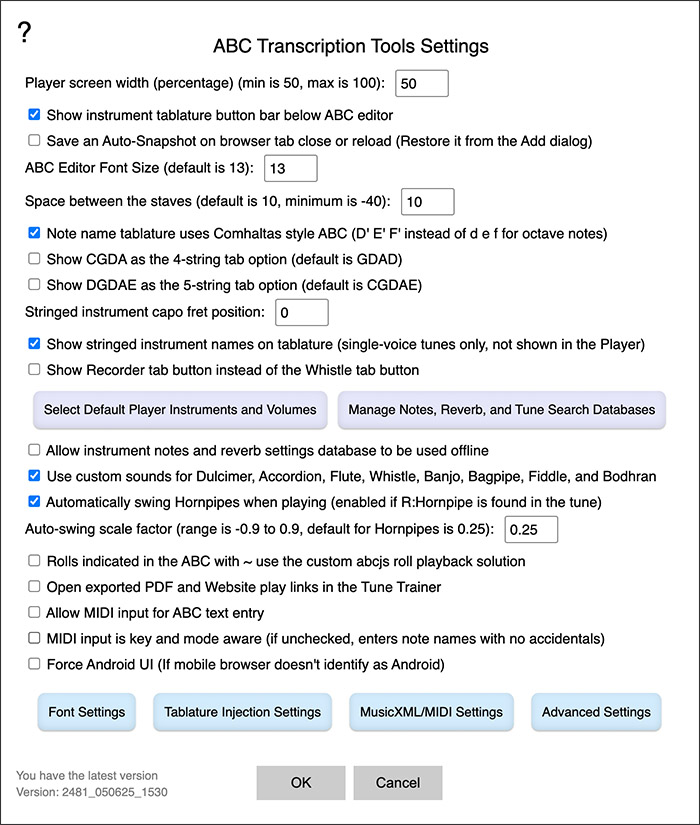 ?
ABC Transcription Tools Settings
Player screen width (percentage) (min is 50, max is 100): 50
Show instrument tablature button bar below ABC editor
Save an Auto-Snapshot on browser tab close or reload (Restore it from the Add dialog)
ABC Editor Font Size (default is 13): 13
Space between the staves (default is 10, minimum is -40): 10
Note name tablature uses Comhaltas style ABC (D' E' F' instead of d e f for octave notes)
Show CGDA as the 4-string tab option (default is GDAD)
Show DGDAE as the 5-string tab option (default is CGDAE)
Stringed instrument capo fret position: 0
Show stringed instrument names on tablature (single-voice tunes only, not shown in the Player)
Show Recorder tab button instead of the Whistle tab button
Select Default Player Instruments and Volumes Manage Notes, Reverb, and Tune Search Databases
Allow instrument notes and reverb settings database to be used offline
Use custom sounds for Dulcimer, Accordion, Flute, Whistle, Banjo, Bagpipe, Fiddle, and Bodhran
Automatically swing Hornpipes when playing (enabled if R:Hornpipe is found in the tune)
Auto-swing scale factor (range is -0.9 to 0.9, default for Hornpipes is 0.25): 0.25
Rolls indicated in the ABC with ~ use the custom abcjs roll playback solution
Open exported PDF and Website play links in the Tune Trainer
Allow MIDI input for ABC text entry
MIDI input is key and mode aware (if unchecked, enters note names with no accidentals)
Force Android UI (If mobile browser doesn't identify as Android)
Font Settings Tablature Injection Settings MusicXML/MIDI Settings Advanced Settings
You have the latest version
Version: 2481_050625_1530
OK Cancel